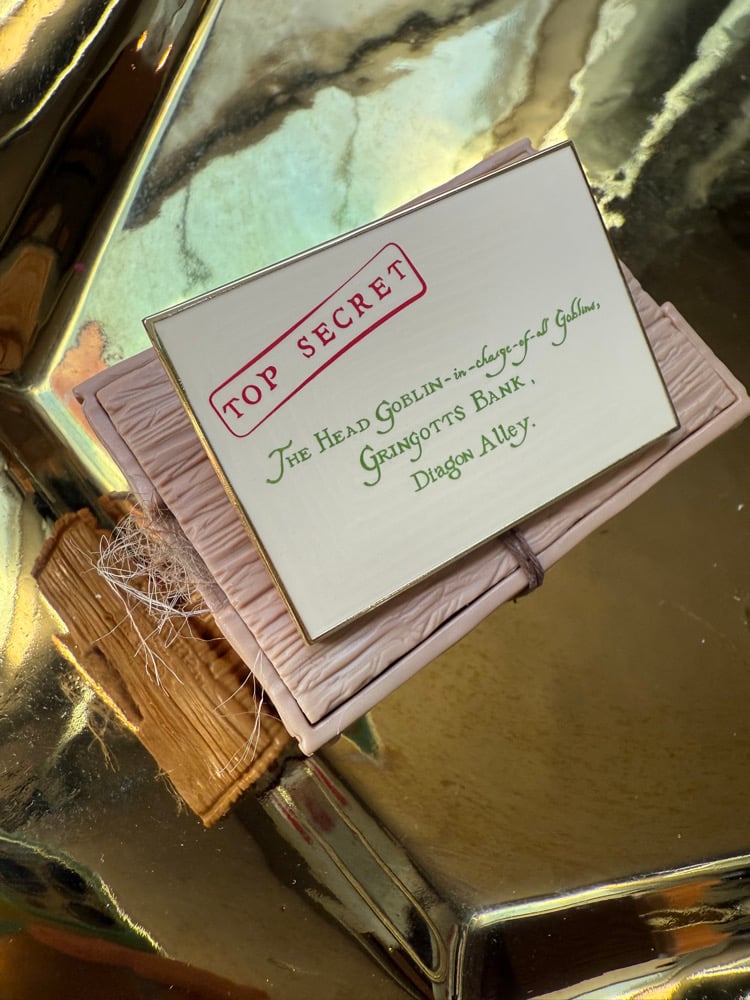 TOP SECRET
The Head Goblin-in-charge-of-all Goblins,
Gringotts Bank,
Diagon Alley.